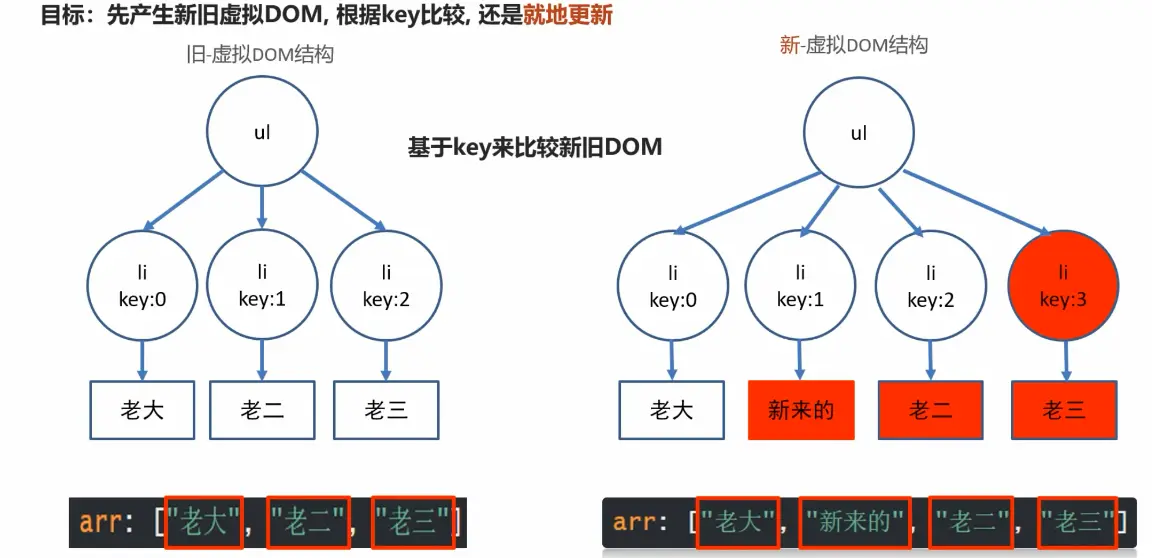 目标：先产生新旧虚拟DOM, 根据key比较, 还是就地更新
旧-虚拟DOM结构
新-虚拟DOM结构
ul
基于key来比较新旧DOM
ul
li
key:0
li
key:1
li
key:2
li
key:0
li
key:1
li
key:2
li
key:3
老大
老二
老三
老大
新来的
老二
老三
arr: ["老大", "老二", "老三"]
arr: ["老大", "新来的", "老二", "老三"]